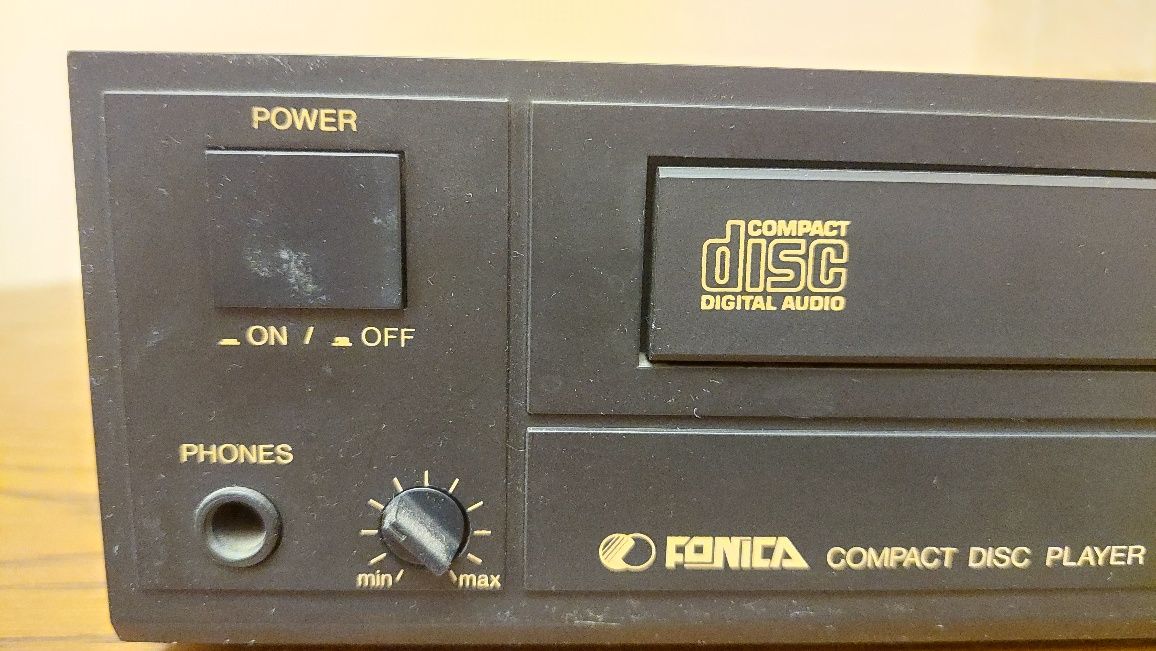 POWER
ON / OFF
PHONES
min
max
COMPACT
disc
DIGITAL AUDIO
FONICA COMPACT DISC PLAYER